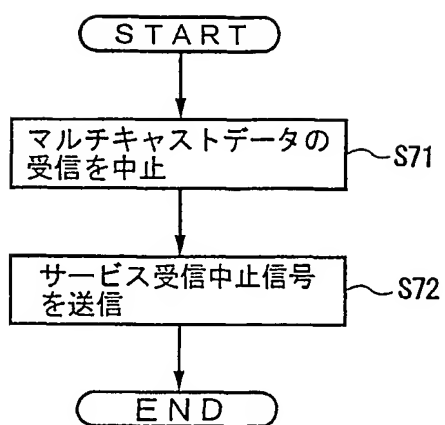 START
マルチキャストデータの
受信を中止
S71
サービス受信中止信号
を送信
S72
END